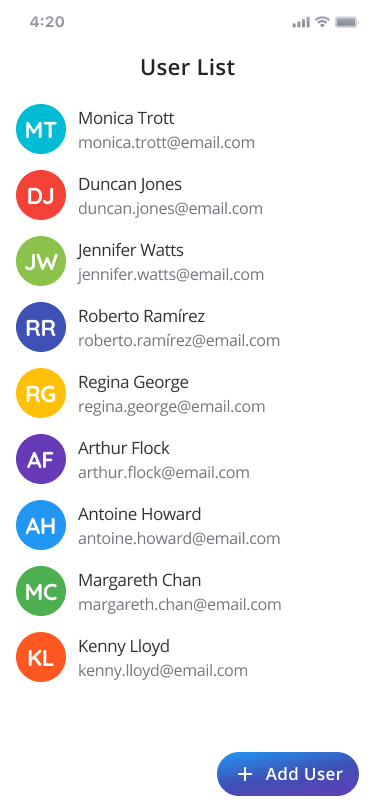 4:20
User List
MT
Monica Trott
monica.trott@email.com
DJ
Duncan Jones
duncan.jones@email.com
JW
Jennifer Watts
jennifer.watts@email.com
RR
Roberto Ramírez
roberto.ramírez@email.com
RG
Regina George
regina.george@email.com
AF
Arthur Flock
arthur.flock@email.com
AH
Antoine Howard
antoine.howard@email.com
MC
Margareth Chan
margareth.chan@email.com
KL
Kenny Lloyd
kenny.lloyd@email.com
+ Add User